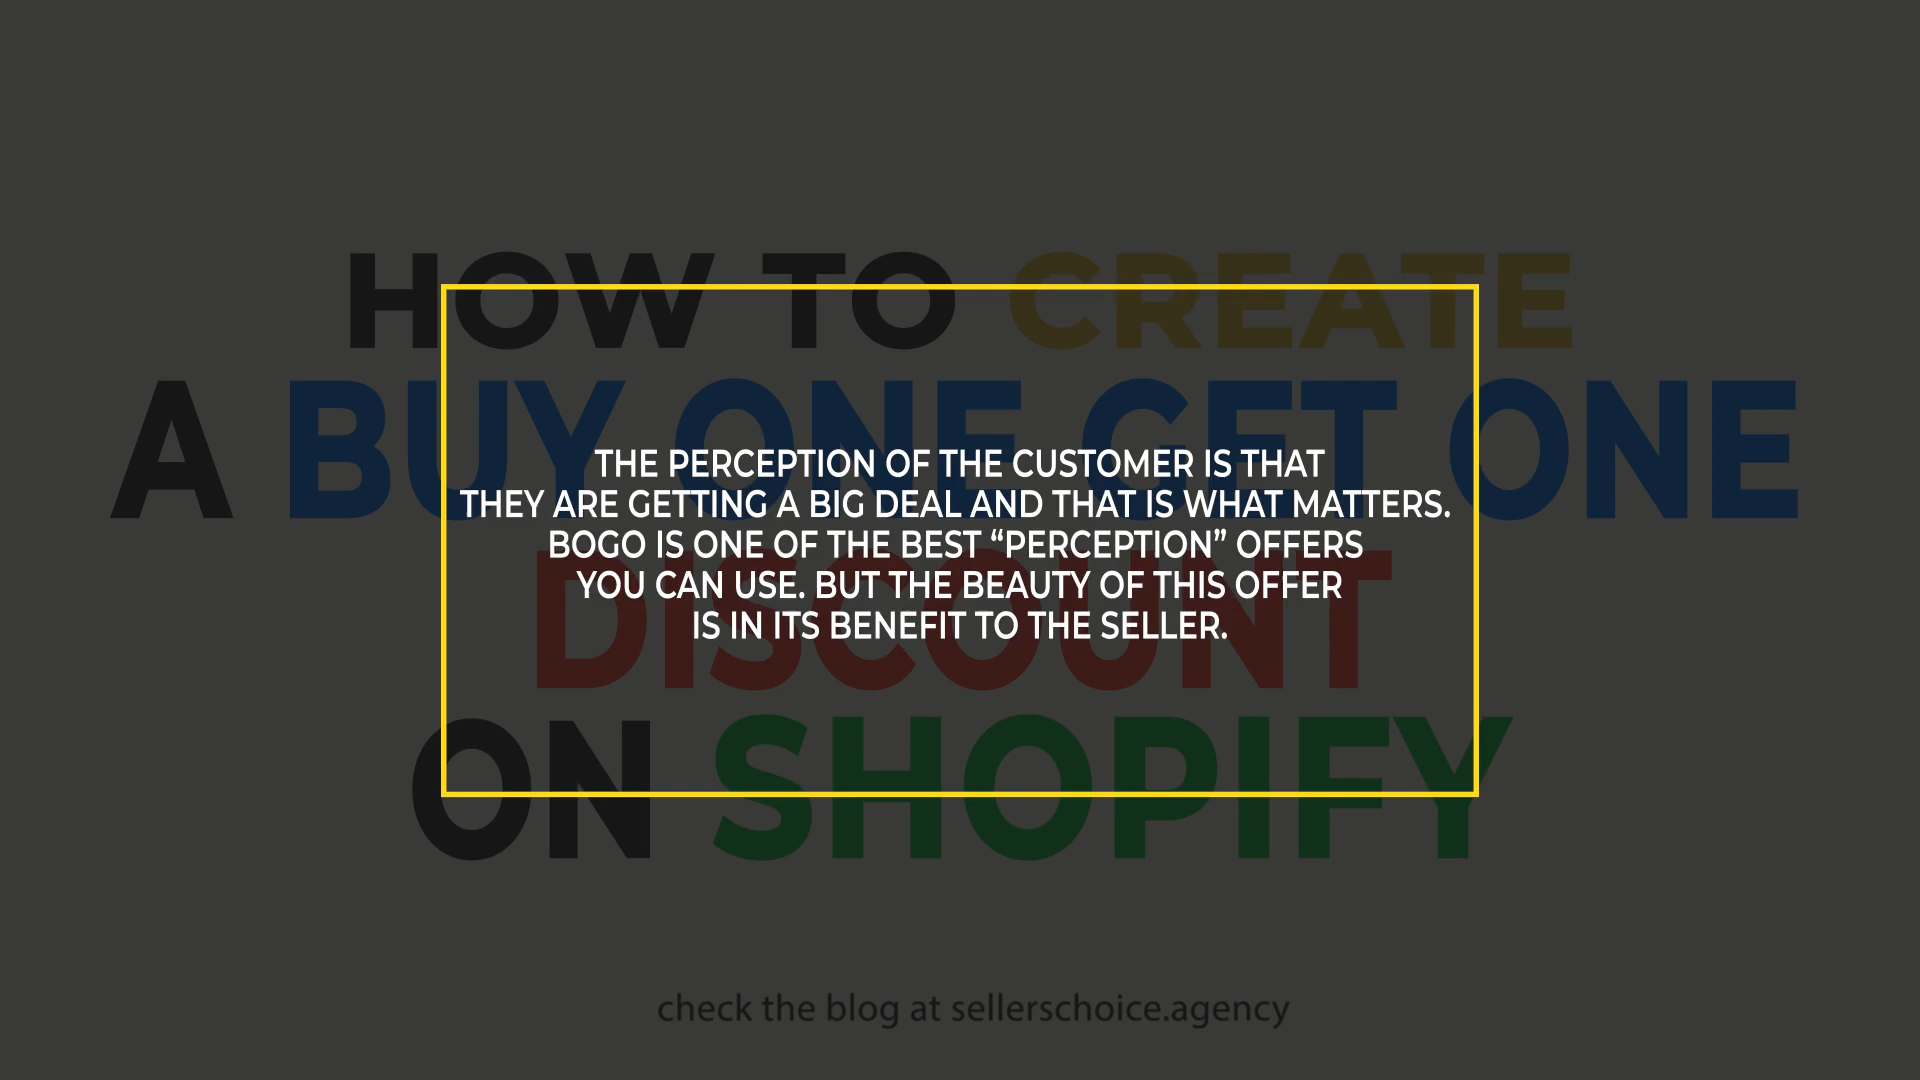 HOW TO CREATE
A BUY ONE GET ONE
DISCOUNT
ON SHOPIFY
THE PERCEPTION OF THE CUSTOMER IS THAT
THEY ARE GETTING A BIG DEAL AND THAT IS WHAT MATTERS.
BOGO IS ONE OF THE BEST “PERCEPTION” OFFERS
YOU CAN USE. BUT THE BEAUTY OF THIS OFFER
IS IN ITS BENEFIT TO THE SELLER.
check the blog at sellerschoice.agency